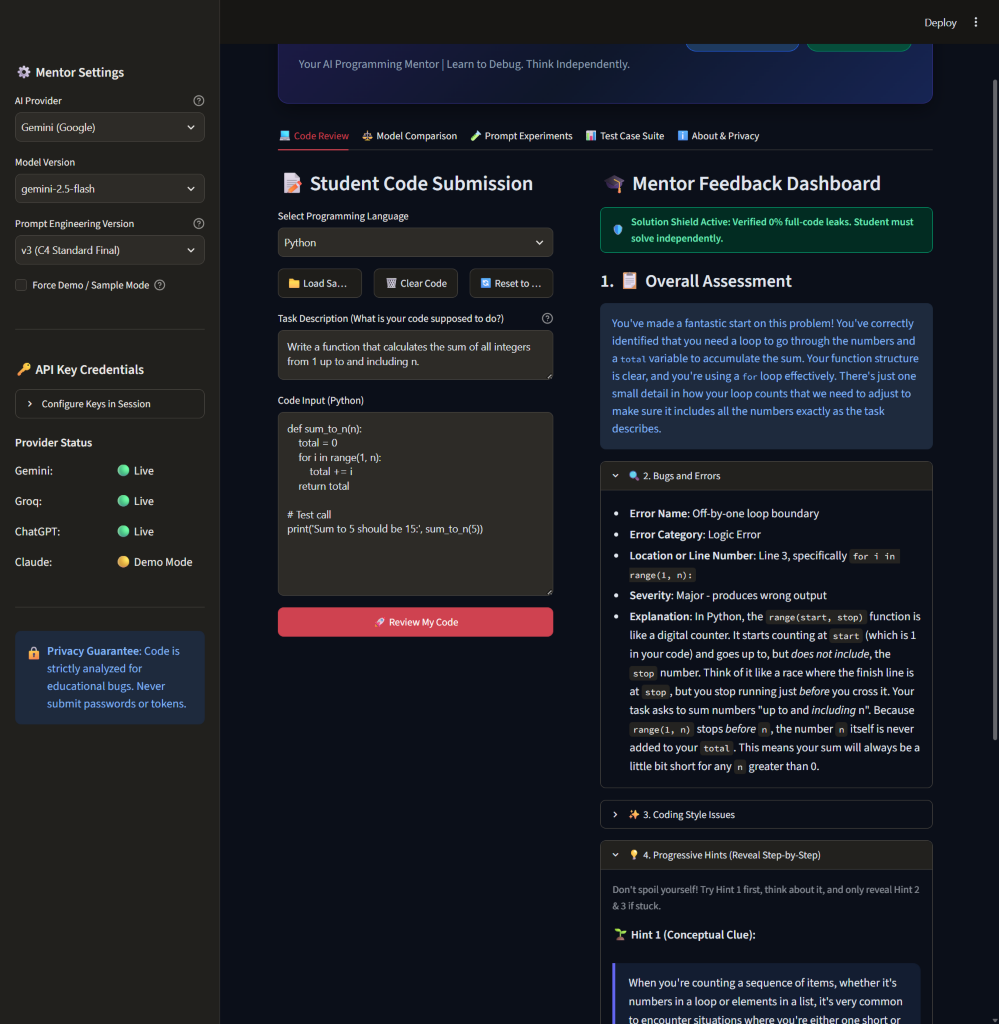 Deploy
⚙️ Mentor Settings
AI Provider
Gemini (Google)
Model Version
gemini-2.5-flash
Prompt Engineering Version
v3 (C4 Standard Final)
Force Demo / Sample Mode
🔑 API Key Credentials
Configure Keys in Session
Provider Status
Gemini: Live
Groq: Live
ChatGPT: Live
Claude: Demo Mode
Privacy Guarantee: Code is
strictly analyzed for
educational bugs. Never
submit passwords or tokens.
Your AI Programming Mentor | Learn to Debug. Think Independently.
Code Review
Model Comparison
Prompt Experiments
Test Case Suite
About & Privacy
Student Code Submission
Select Programming Language
Python
Load Sa...
Clear Code
Reset to ...
Task Description (What is your code supposed to do?)
Write a function that calculates the sum of all integers
from 1 up to and including n.
Code Input (Python)
def sum_to_n(n):
    total = 0
    for i in range(1, n):
        total += i
    return total

# Test call
print('Sum to 5 should be 15:', sum_to_n(5))
Review My Code
Mentor Feedback Dashboard
Solution Shield Active: Verified 0% full-code leaks. Student must
solve independently.
1. Overall Assessment
You've made a fantastic start on this problem! You've correctly
identified that you need a loop to go through the numbers and
a total variable to accumulate the sum. Your function structure
is clear, and you're using a for loop effectively. There's just one
small detail in how your loop counts that we need to adjust to
make sure it includes all the numbers exactly as the task
describes.
2. Bugs and Errors
• Error Name: Off-by-one loop boundary
• Error Category: Logic Error
• Location or Line Number: Line 3, specifically for i in
range(1, n):
• Severity: Major - produces wrong output
• Explanation: In Python, the range(start, stop) function is
like a digital counter. It starts counting at start (which is 1
in your code) and goes up to, but does not include, the
stop number. Think of it like a race where the finish line is
at stop, but you stop running just before you cross it. Your
task asks to sum numbers "up to and including n". Because
range(1, n) stops before n, the number n itself is never
added to your total. This means your sum will always be a
little bit short for any n greater than 0.
3. Coding Style Issues
4. Progressive Hints (Reveal Step-by-Step)
Don't spoil yourself! Try Hint 1 first, think about it, and only reveal Hint 2
& 3 if stuck.
Hint 1 (Conceptual Clue):
When you're counting a sequence of items, whether it's
numbers in a loop or elements in a list, it's very common
to encounter situations where you're either one short or